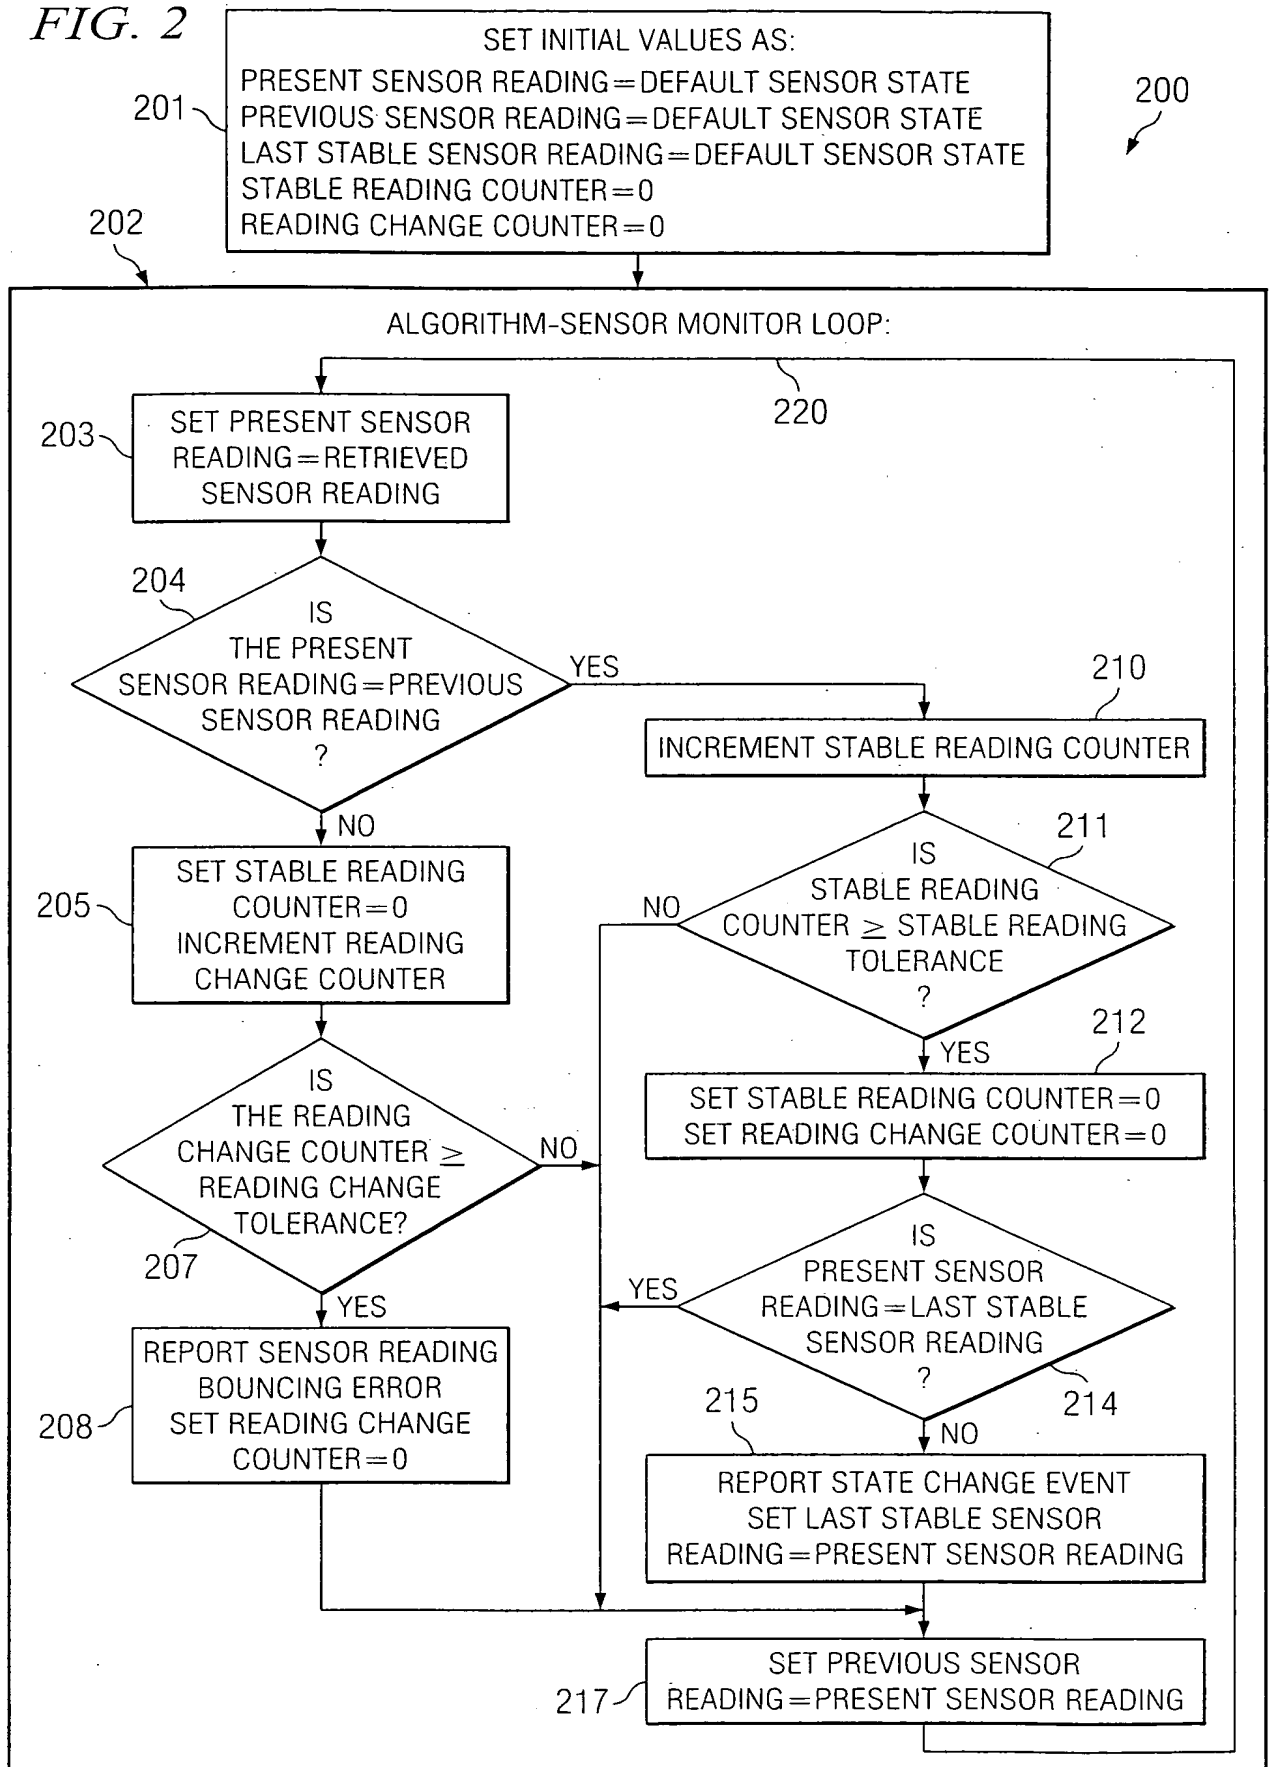 FIG. 2
SET INITIAL VALUES AS:
PRESENT SENSOR READING=DEFAULT SENSOR STATE
PREVIOUS SENSOR READING=DEFAULT SENSOR STATE
LAST STABLE SENSOR READING=DEFAULT SENSOR STATE
STABLE READING COUNTER=0
READING CHANGE COUNTER=0
201
200
202
ALGORITHM-SENSOR MONITOR LOOP:
220
203
SET PRESENT SENSOR
READING=RETRIEVED
SENSOR READING
204
IS
THE PRESENT
SENSOR READING=PREVIOUS
SENSOR READING
?
YES
NO
205
SET STABLE READING
COUNTER=0
INCREMENT READING
CHANGE COUNTER
IS
THE READING
CHANGE COUNTER ≥
READING CHANGE
TOLERANCE?
207
NO
YES
208
REPORT SENSOR READING
BOUNCING ERROR
SET READING CHANGE
COUNTER=0
210
INCREMENT STABLE READING COUNTER
211
IS
STABLE READING
COUNTER ≥ STABLE READING
TOLERANCE
?
NO
YES
212
SET STABLE READING COUNTER=0
SET READING CHANGE COUNTER=0
IS
PRESENT SENSOR
READING=LAST STABLE
SENSOR READING
?
YES
214
NO
215
REPORT STATE CHANGE EVENT
SET LAST STABLE SENSOR
READING=PRESENT SENSOR READING
217
SET PREVIOUS SENSOR
READING=PRESENT SENSOR READING